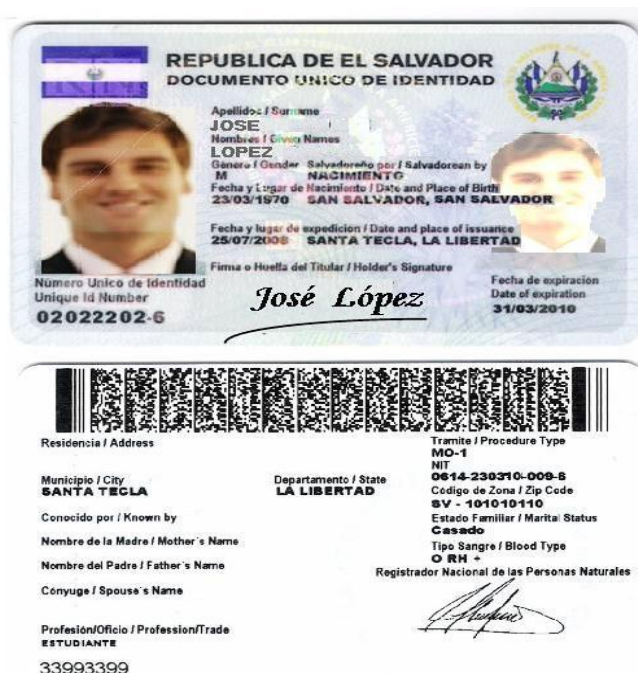 REPUBLICA DE EL SALVADOR
DOCUMENTO UNICO DE IDENTIDAD
Apellidos / Surname
JOSE
Nombres / Given Names
LOPEZ
Género / Gender Salvadoreño por / Salvadorean by
M NACIMIENTO
Fecha y Lugar de Nacimiento / Date and Place of Birth
23/03/1970 SAN SALVADOR, SAN SALVADOR
Fecha y lugar de expedición / Date and place of issuance
25/07/2008 SANTA TECLA, LA LIBERTAD
Firma o Huella del Titular / Holder's Signature
Número Unico de Identidad
Unique Id Number
02022202-6
José López
Fecha de expiración
Date of expiration
31/03/2010
Residencia / Address
Tramite / Procedure Type
MO-1
NIT
0614-230310-009-6
Municipio / City
SANTA TECLA
Departamento / State
LA LIBERTAD
Código de Zona / Zip Code
SV - 101010110
Conocido por / Known by
Estado Familiar / Marital Status
Casado
Nombre de la Madre / Mother´s Name
Tipo Sangre / Blood Type
O RH +
Nombre del Padre / Father´s Name
Registrador Nacional de las Personas Naturales
Cónyuge / Spouse´s Name
Profesión/Oficio / Profession/Trade
ESTUDIANTE
33993399